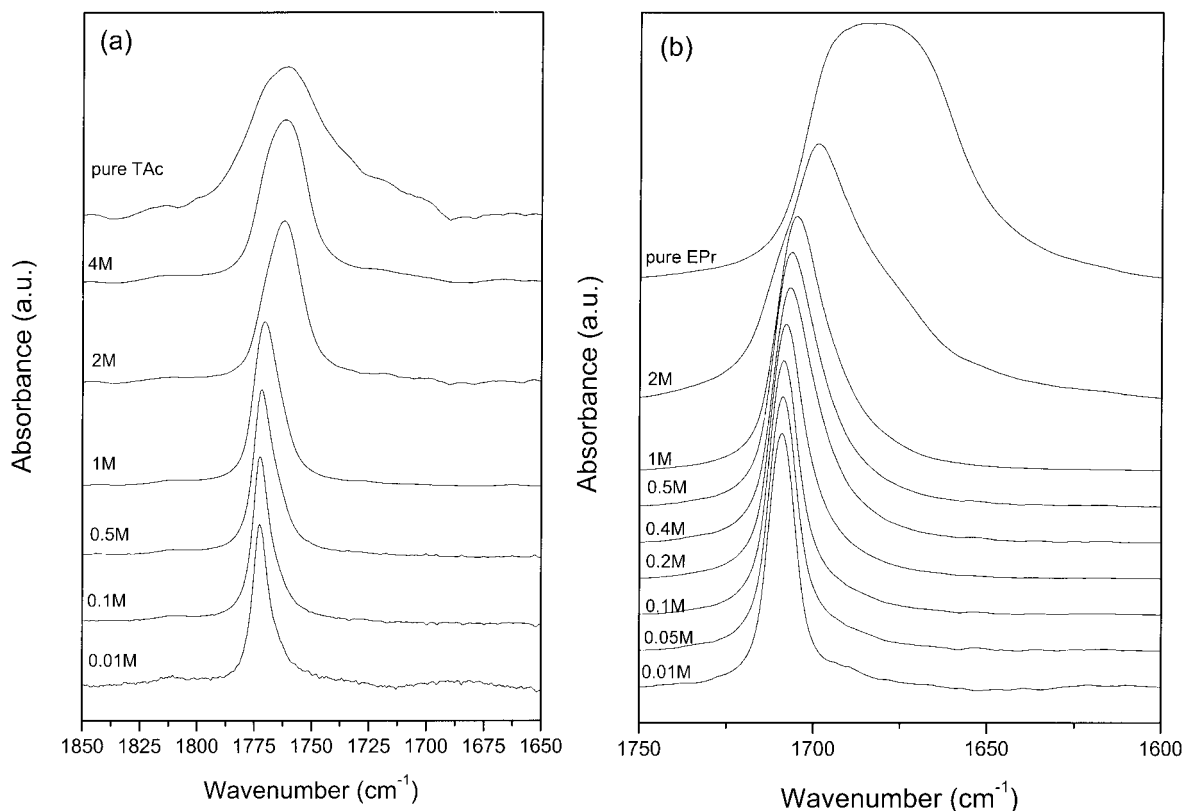 (a)
pure TAc
4M
2M
1M
0.5M
0.1M
0.01M
Absorbance (a.u.)
1850 1825 1800 1775 1750 1725 1700 1675 1650
Wavenumber (cm⁻¹)
(b)
pure EPr
2M
1M
0.5M
0.4M
0.2M
0.1M
0.05M
0.01M
Absorbance (a.u.)
1750 1700 1650 1600
Wavenumber (cm⁻¹)